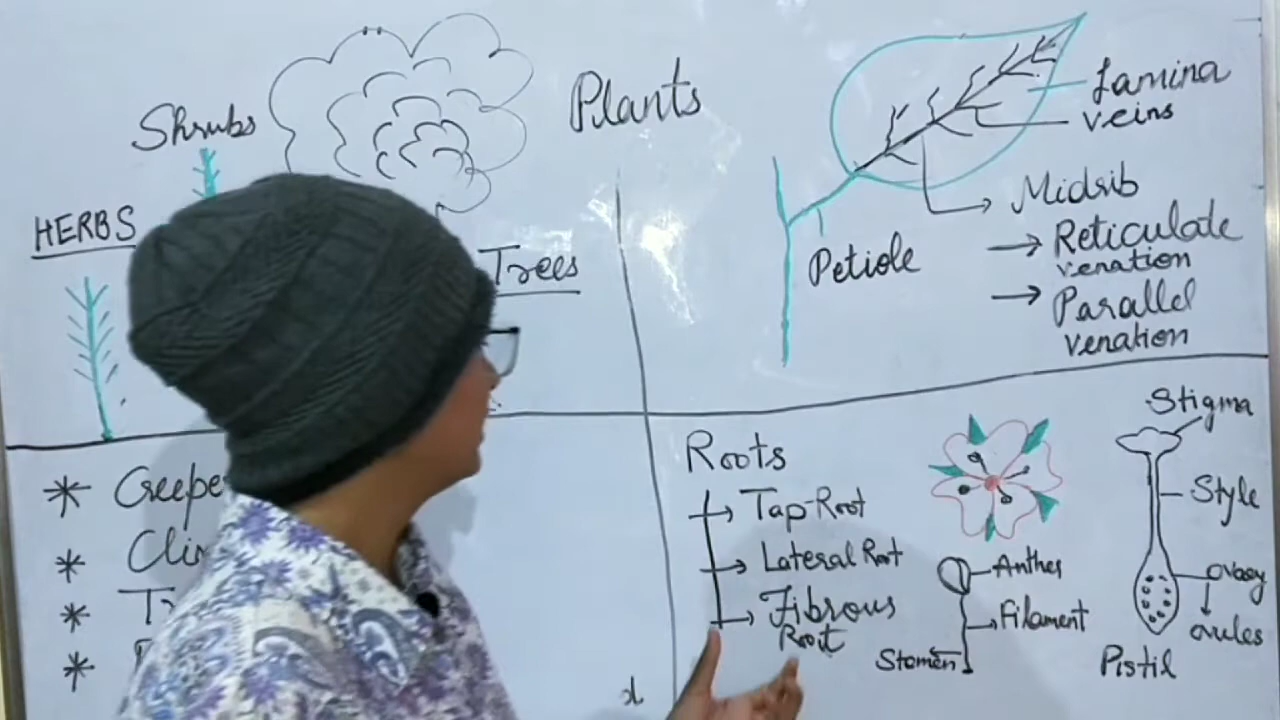 Plants
Shrubs
HERBS
Trees
Lamina
veins
Midrib
Petiole
Reticulate
venation
Parallel
venation
Roots
Tap-Root
Lateral Root
Fibrous
Root
Anther
Filament
Stamen
Stigma
Style
ovary
ovules
Pistil